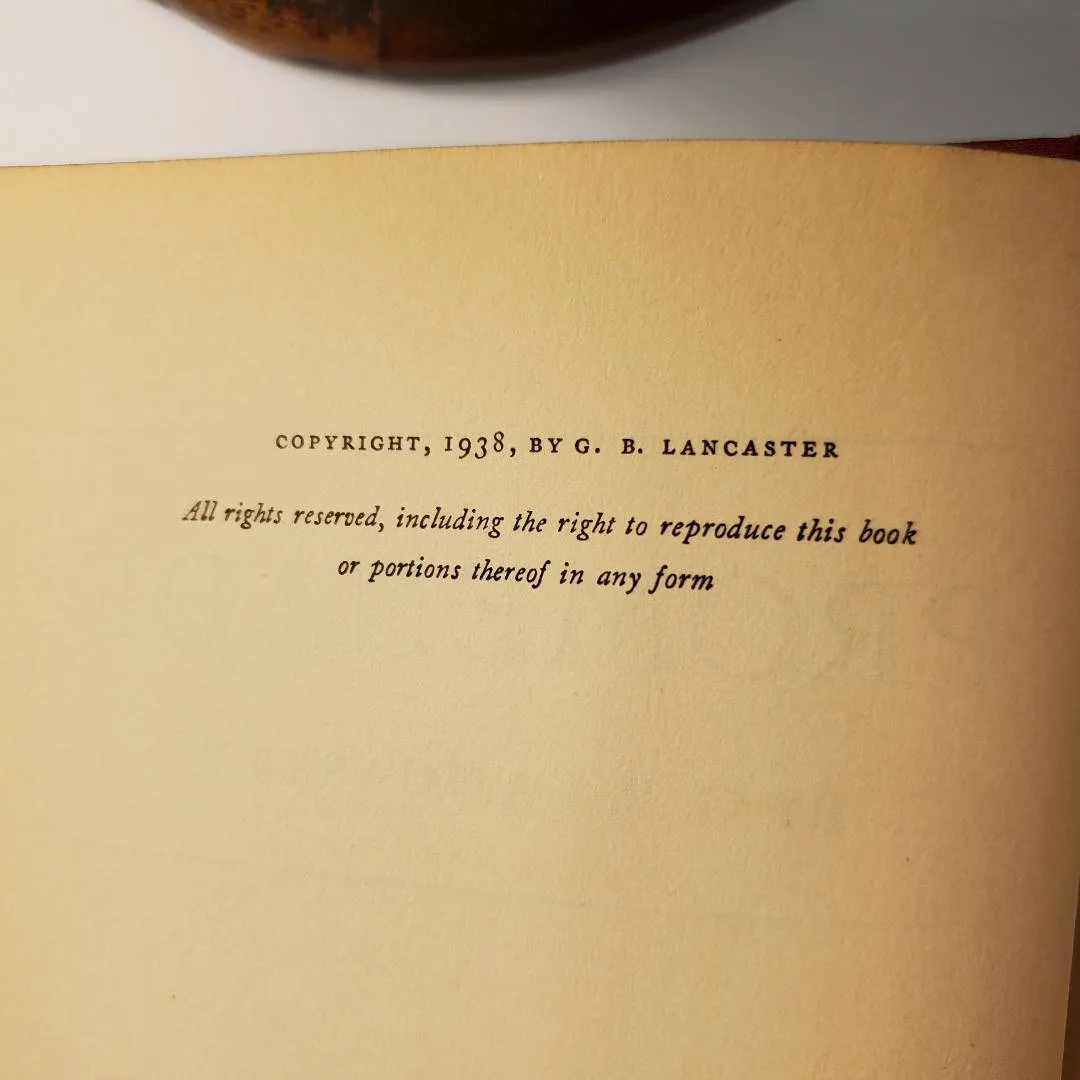 COPYRIGHT, 1938, BY G. B. LANCASTER
All rights reserved, including the right to reproduce this book
or portions thereof in any form